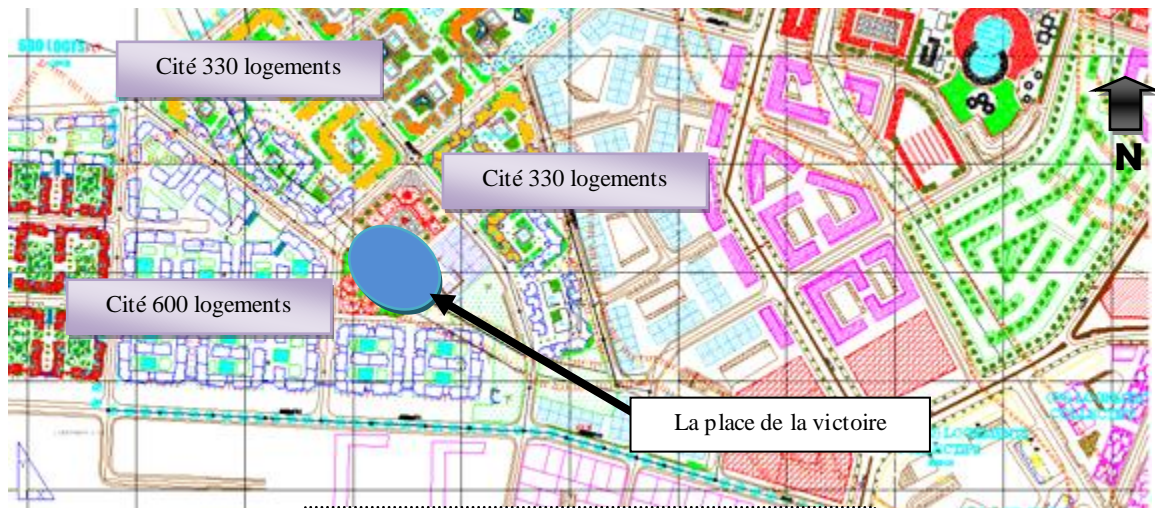 Cité 330 logements
Cité 330 logements
N
Cité 600 logements
La place de la victoire